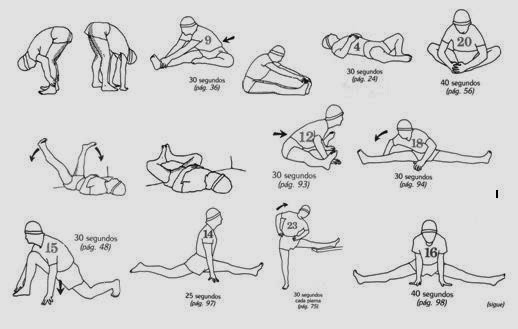 9
30 segundos
(pág. 36)
4
30 segundos
(pág. 24)
20
40 segundos
(pág. 56)
12
30 segundos
(pág. 93)
18
30 segundos
(pág. 94)
15
30 segundos
(pág. 48)
14
25 segundos
(pág. 97)
23
30 segundos
cada pierna
(pág. 75)
16
40 segundos
(pág. 98)
(sigue)